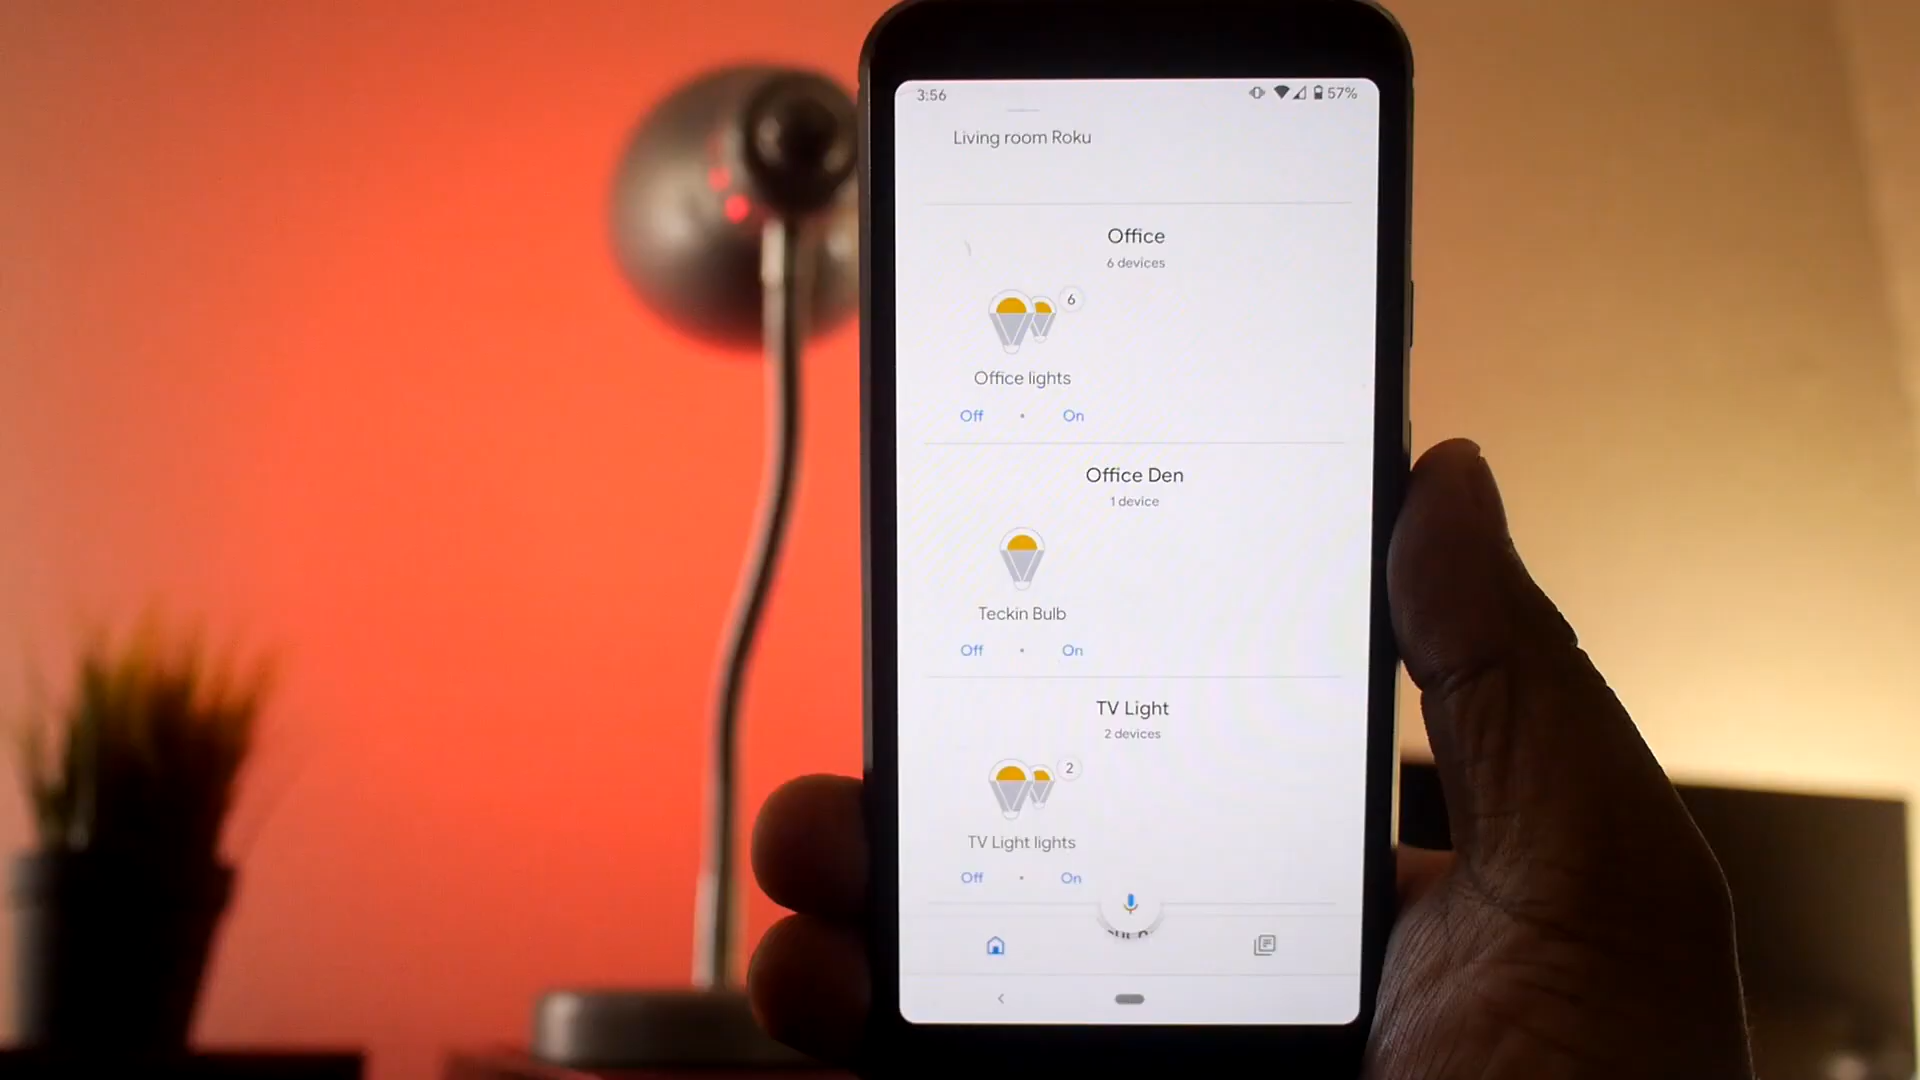 3:56
57%
Living room Roku
Office
6 devices
6
Office lights
Off • On
Office Den
1 device
Teckin Bulb
Off • On
TV Light
2 devices
2
TV Light lights
Off • On